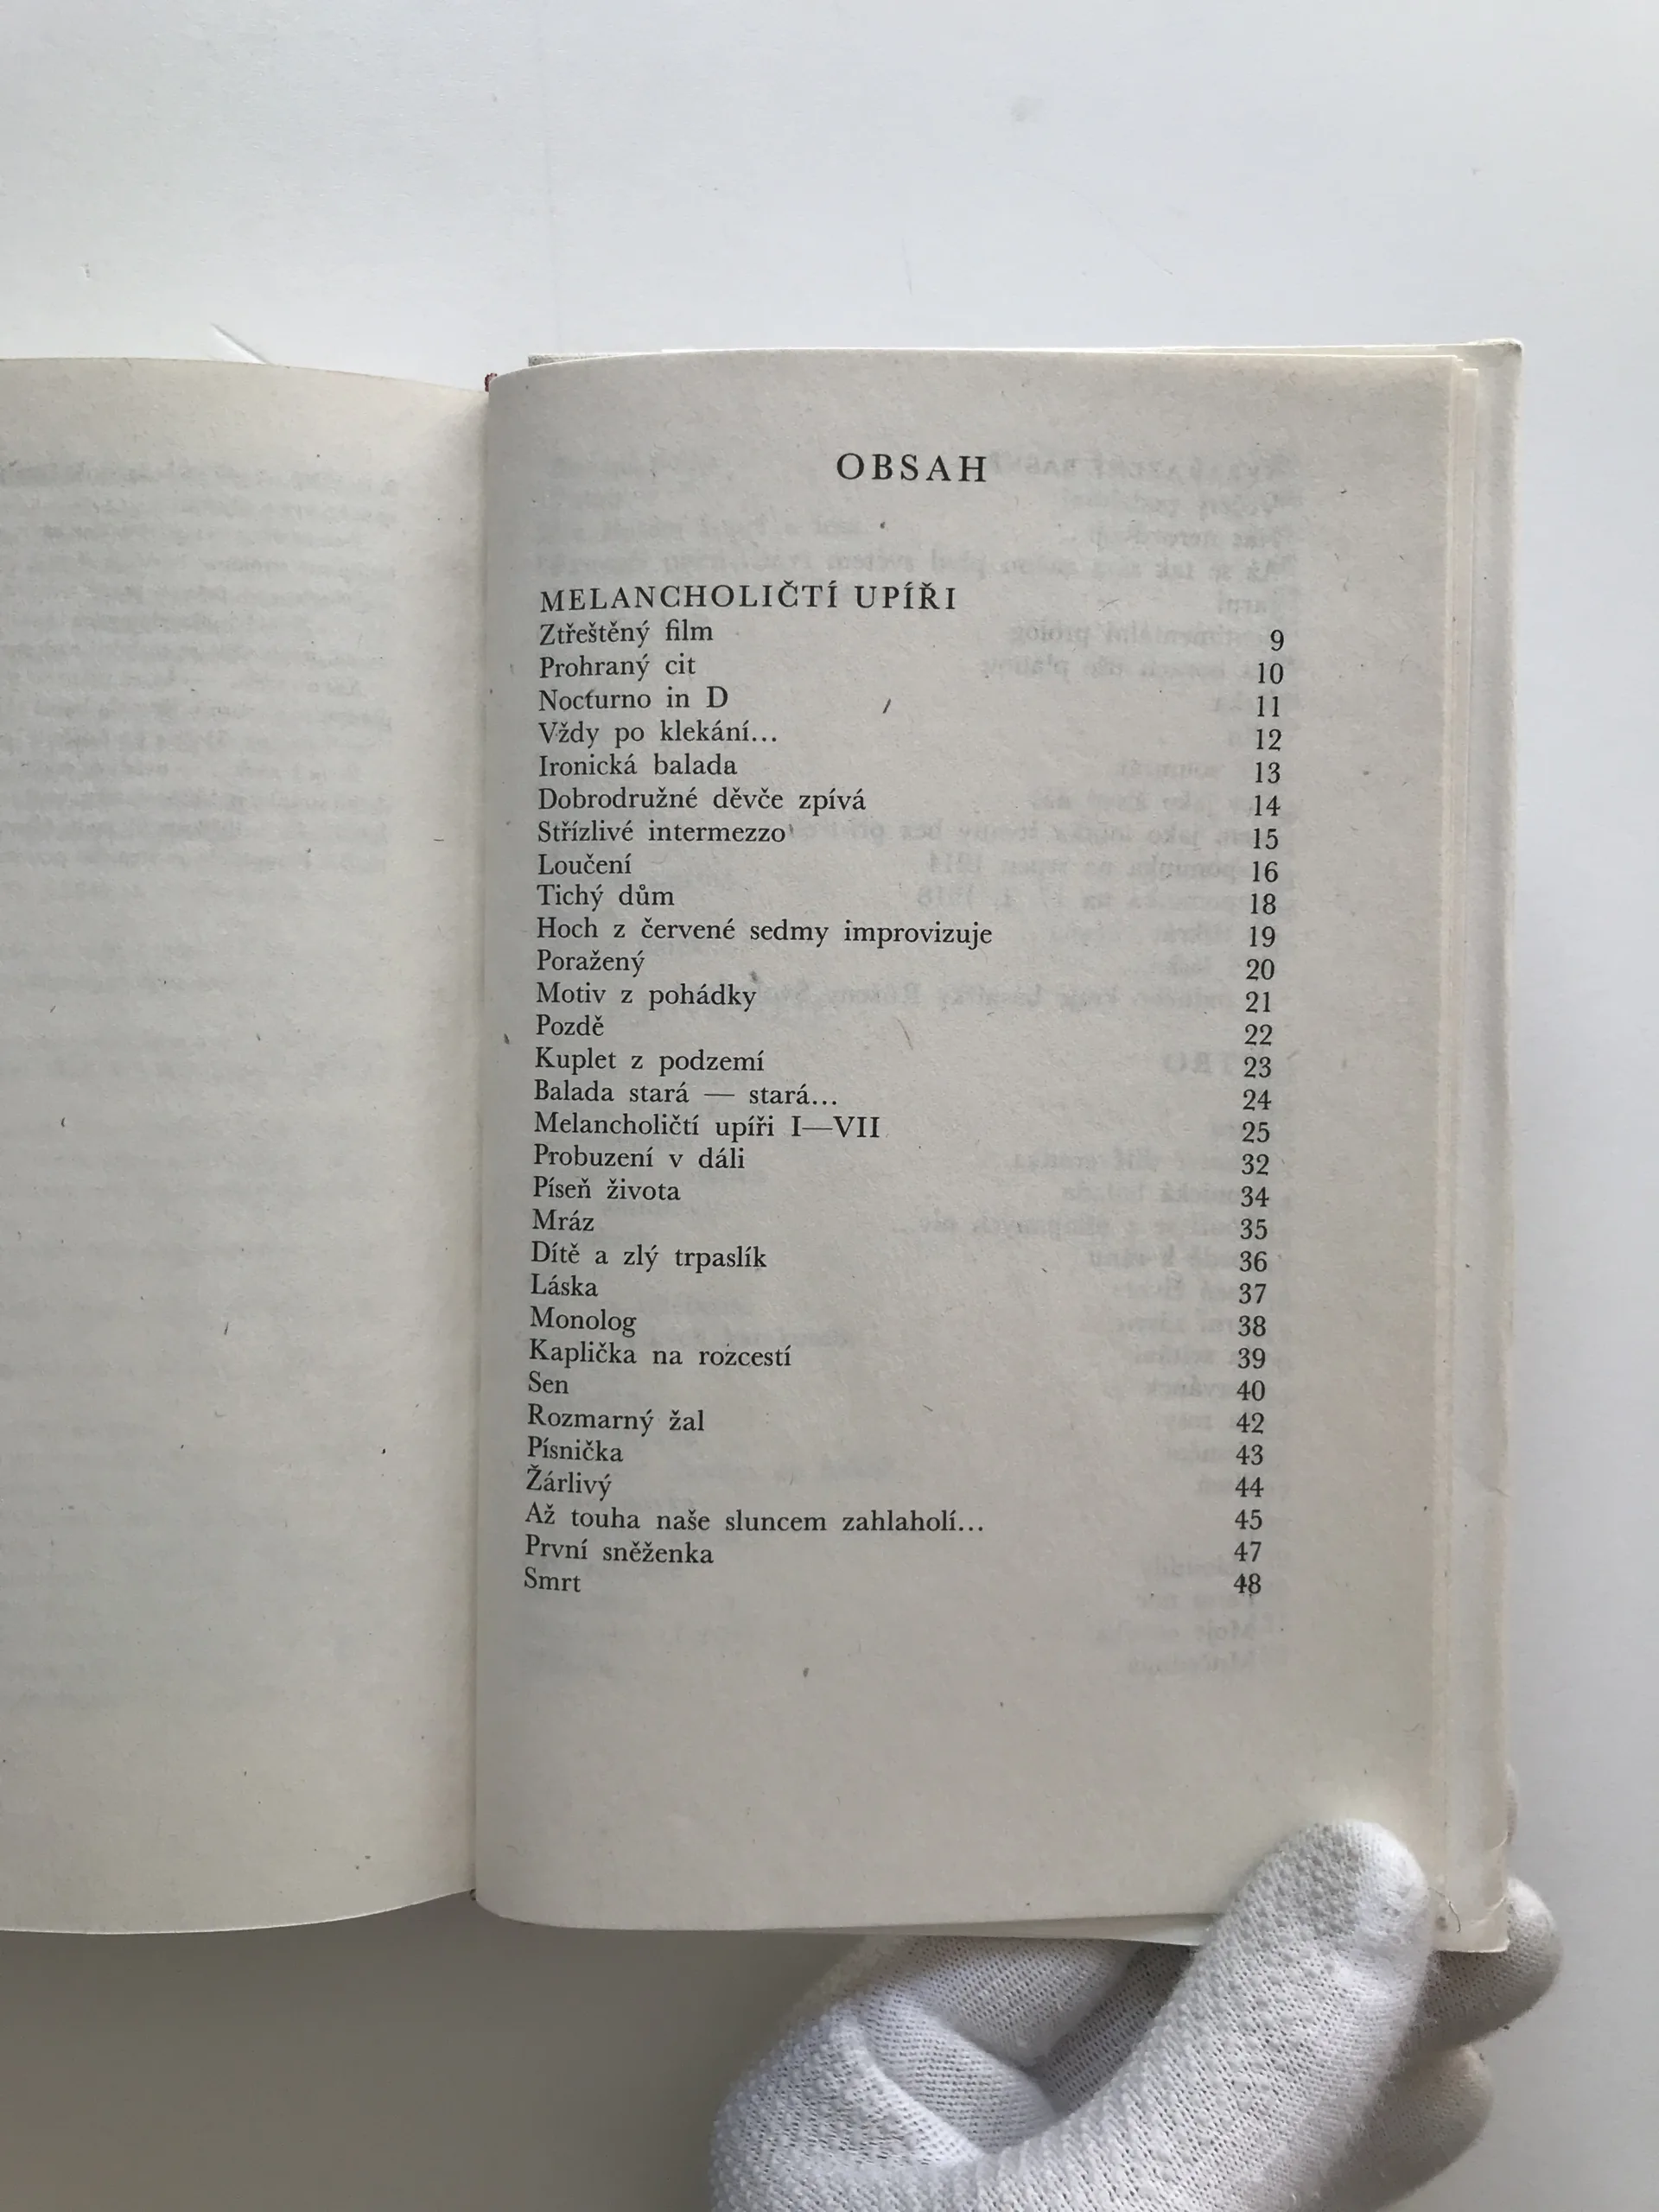 OBSAH
MELANCHOLIČTÍ UPÍŘI
Ztřeštěný film 9
Prohraný cit 10
Nocturno in D 11
Vždy po klekání... 12
Ironická balada 13
Dobrodružné děvče zpívá 14
Střízlivé intermezzo 15
Loučení 16
Tichý dům 18
Hoch z červené sedmy improvizuje 19
Poražený 20
Motiv z pohádky 21
Pozdě 22
Kuplet z podzemí 23
Balada stará — stará... 24
Melancholičtí upíři I—VII 25
Probuzení v dáli 32
Píseň života 34
Mráz 35
Dítě a zlý trpaslík 36
Láska 37
Monolog 38
Kaplička na rozcestí 39
Sen 40
Rozmarný žal 42
Písnička 43
Žárlivý 44
Až touha naše sluncem zahlaholí... 45
První sněženka 47
Smrt 48